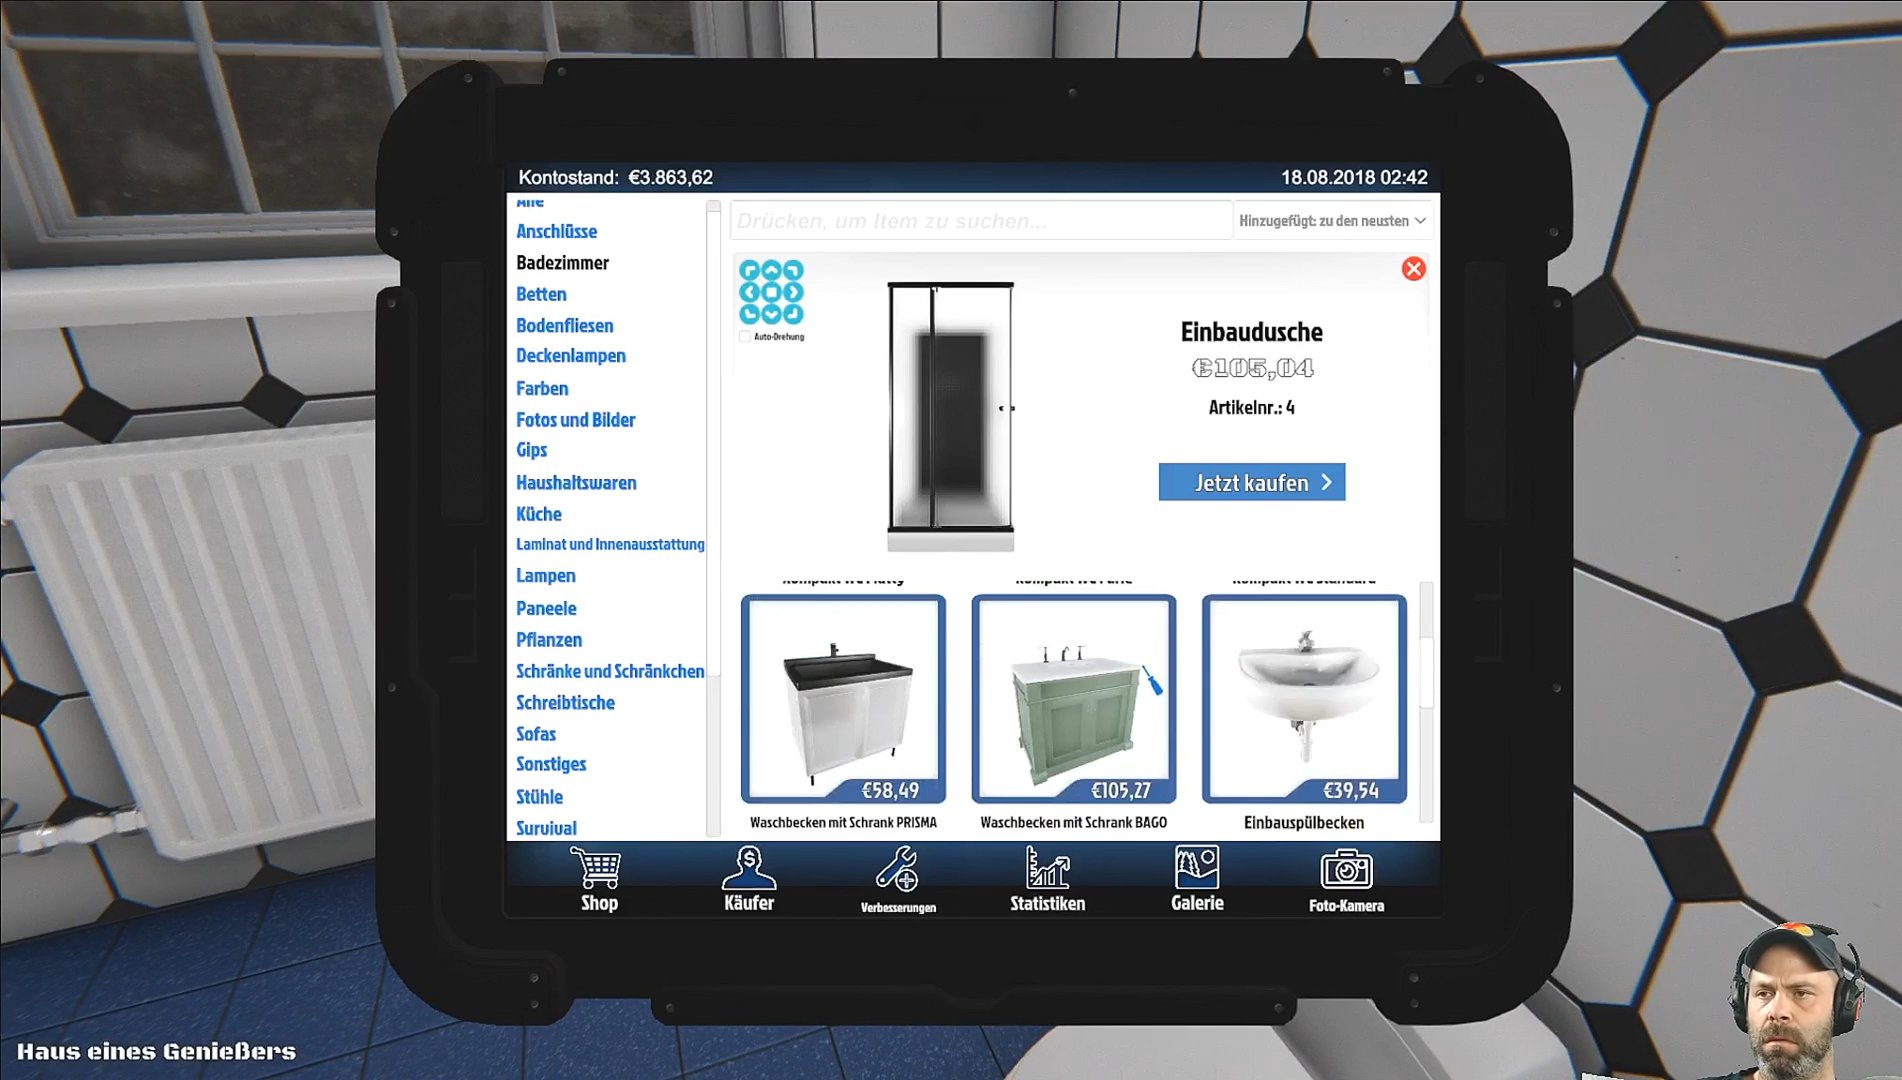 Kontostand: €3.863,62
18.08.2018 02:42
Alle
Anschlüsse
Badezimmer
Betten
Bodenfliesen
Deckenlampen
Farben
Fotos und Bilder
Gips
Haushaltswaren
Küche
Laminat und Innenausstattung
Lampen
Paneele
Pflanzen
Schränke und Schränkchen
Schreibtische
Sofas
Sonstiges
Stühle
Survival
Drücken, um Item zu suchen...
Hinzugefügt: zu den neusten
Auto-Drehung
Einbaudusche
€105,04
Artikelnr.: 4
Jetzt kaufen
€58,49
€105,27
€39,54
Waschbecken mit Schrank PRISMA
Waschbecken mit Schrank BAGO
Einbauspülbecken
Shop
Käufer
Verbesserungen
Statistiken
Galerie
Foto-Kamera
Haus eines Genießers